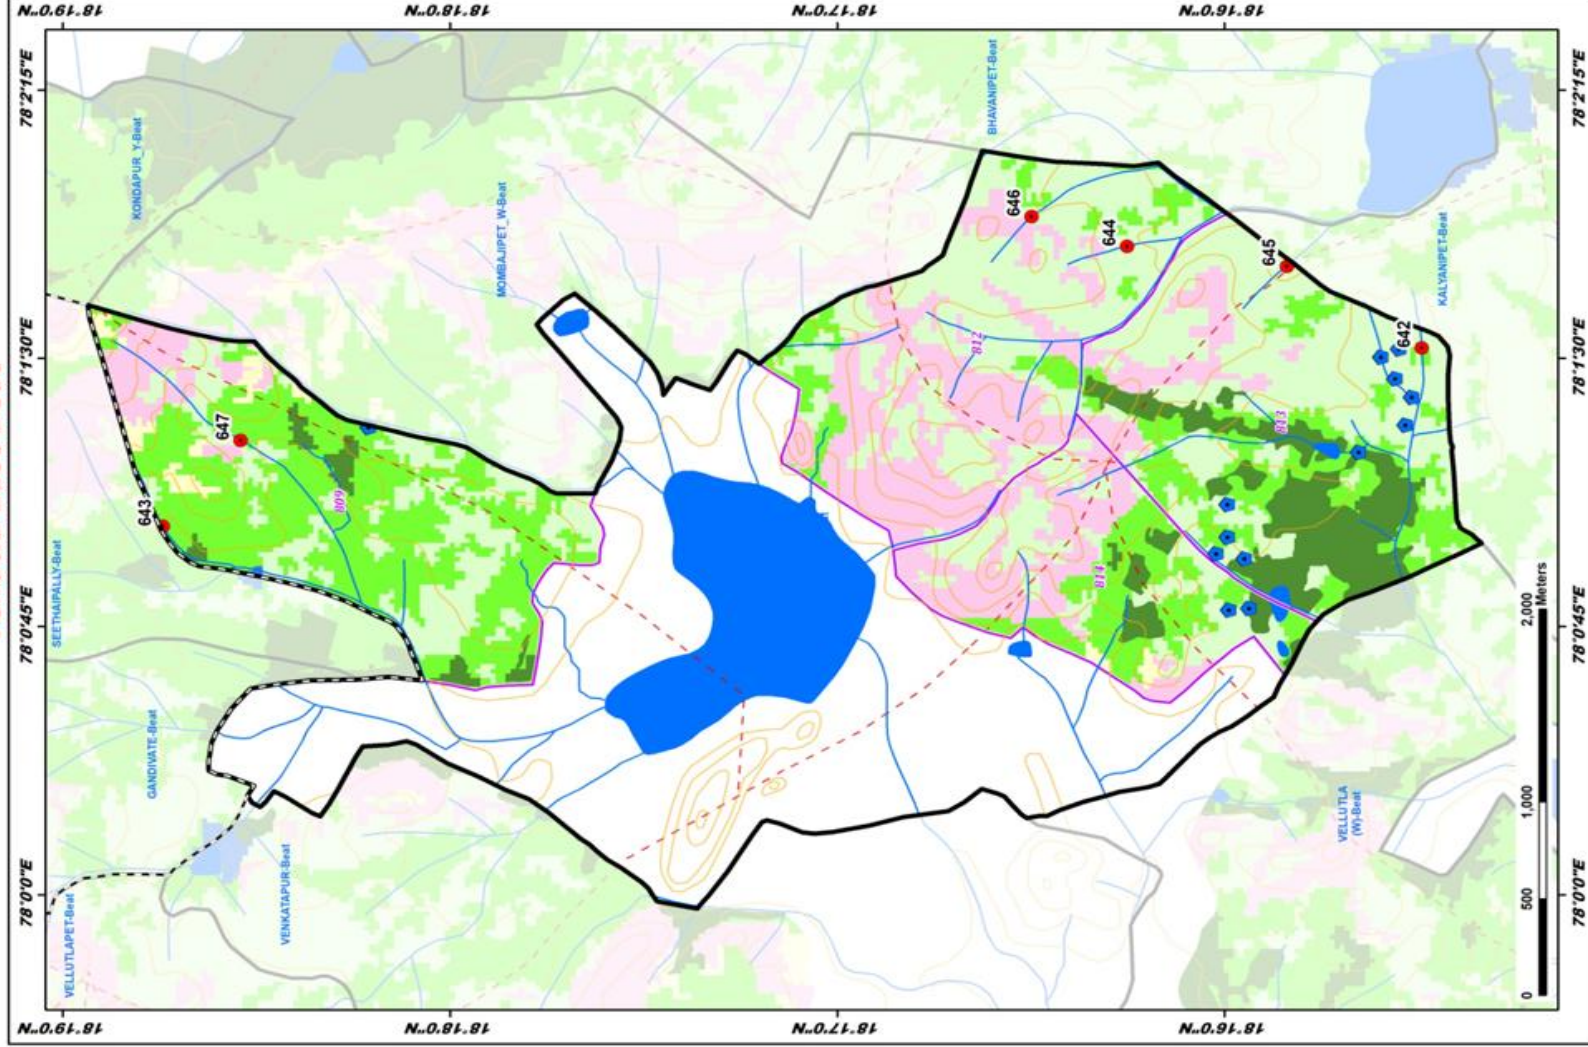 18°19'0"N
18°18'0"N
18°17'0"N
18°16'0"N
78°2'15"E
78°2'15"E
KONDAPUR_Y-Beat
BHAVANIPET-Beat
MOMBAJIPET_W-Beat
646
644
645
KALYANIPET-Beat
78°1'30"E
78°1'30"E
642
812
647
813
643
809
814
SEETHAIPALLY-Beat
78°0'45"E
78°0'45"E
GANDIVATE-Beat
VELLUTLA
(W)-Beat
VENKATAPUR-Beat
VELLUTLAPET-Beat
78°0'0"E
78°0'0"E
0 500 1,000 2,000
Meters
18°19'0"N
18°18'0"N
18°17'0"N
18°16'0"N